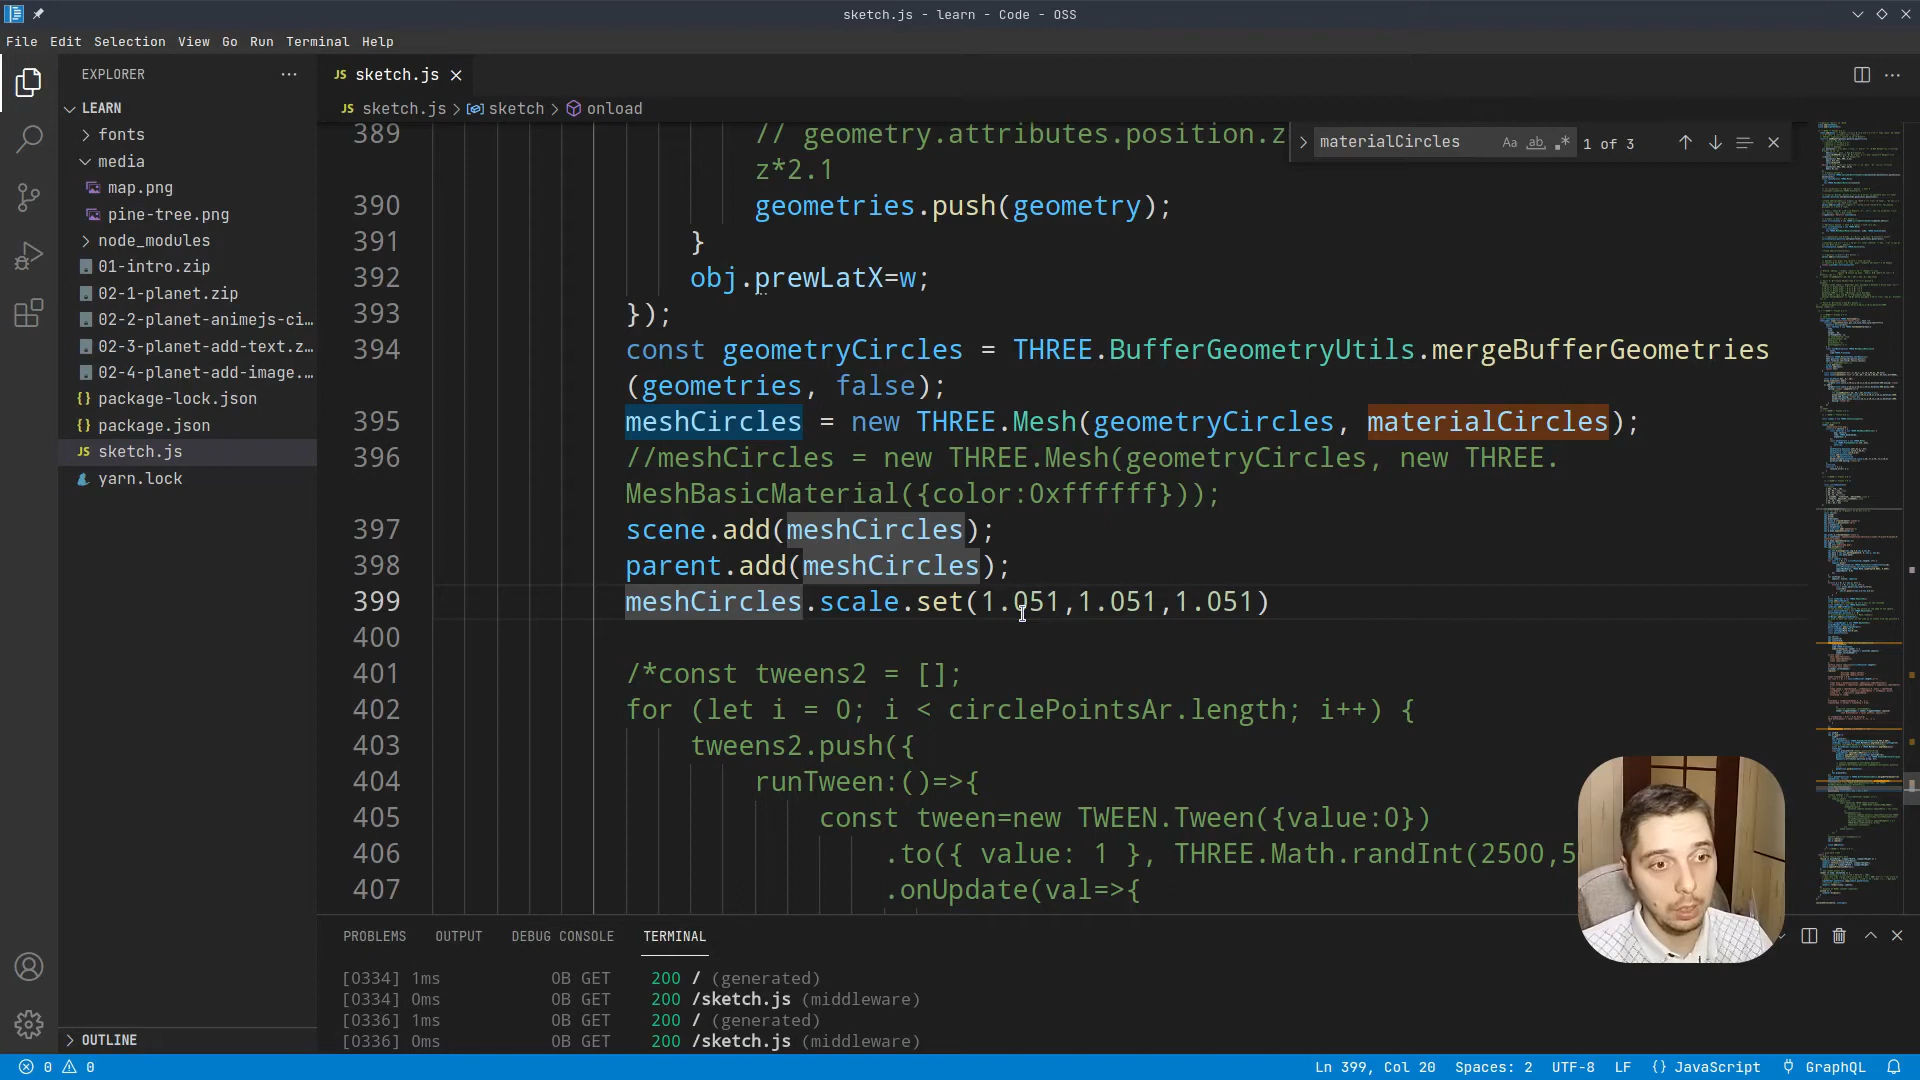 sketch.js - learn - Code - OSS
File Edit Selection View Go Run Terminal Help
EXPLORER
LEARN
fonts
media
map.png
pine-tree.png
node_modules
01-intro.zip
02-1-planet.zip
02-2-planet-animejs-ci…
02-3-planet-add-text.z…
02-4-planet-add-image.…
package-lock.json
package.json
JS sketch.js
yarn.lock
OUTLINE
JS sketch.js
JS sketch.js > sketch > onload
materialCircles Aa ab .* 1 of 3
389 // geometry.attributes.position.z
z*2.1
390 geometries.push(geometry);
391 }
392 obj.prewLatX=w;
393 });
394 const geometryCircles = THREE.BufferGeometryUtils.mergeBufferGeometries
(geometries, false);
395 meshCircles = new THREE.Mesh(geometryCircles, materialCircles);
396 //meshCircles = new THREE.Mesh(geometryCircles, new THREE.
MeshBasicMaterial({color:0xffffff}));
397 scene.add(meshCircles);
398 parent.add(meshCircles);
399 meshCircles.scale.set(1.051,1.051,1.051)
400
401 /*const tweens2 = [];
402 for (let i = 0; i < circlePointsAr.length; i++) {
403 tweens2.push({
404 runTween:()=>{
405 const tween=new TWEEN.Tween({value:0})
406 .to({ value: 1 }, THREE.Math.randInt(2500,5
407 .onUpdate(val=>{
PROBLEMS OUTPUT DEBUG CONSOLE TERMINAL
[0334] 1ms 0B GET 200 / (generated)
[0334] 0ms 0B GET 200 /sketch.js (middleware)
[0336] 1ms 0B GET 200 / (generated)
[0336] 0ms 0B GET 200 /sketch.js (middleware)
0 0 Ln 399, Col 20 Spaces: 2 UTF-8 LF {} JavaScript GraphQL